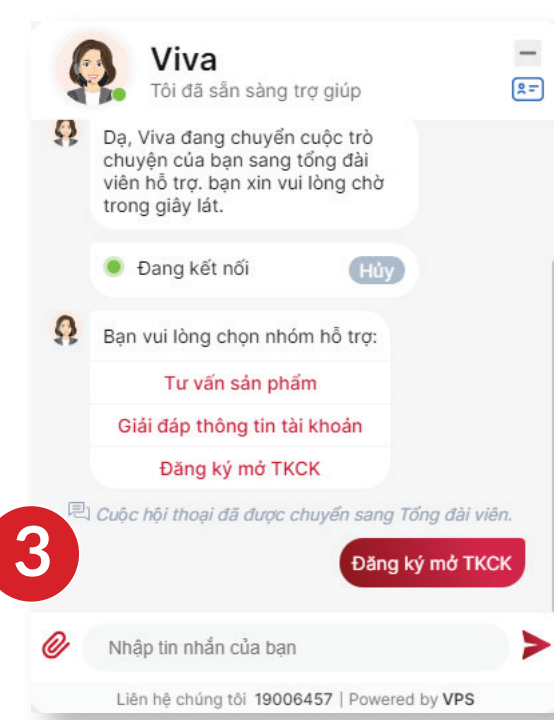 Viva
Tôi đã sẵn sàng trợ giúp
Dạ, Viva đang chuyển cuộc trò
chuyện của bạn sang tổng đài
viên hỗ trợ. bạn xin vui lòng chờ
trong giây lát.
Đang kết nối
Hủy
Bạn vui lòng chọn nhóm hỗ trợ:
Tư vấn sản phẩm
Giải đáp thông tin tài khoản
Đăng ký mở TKCK
Cuộc hội thoại đã được chuyển sang Tổng đài viên.
3
Đăng ký mở TKCK
Nhập tin nhắn của bạn
Liên hệ chúng tôi 19006457 | Powered by VPS